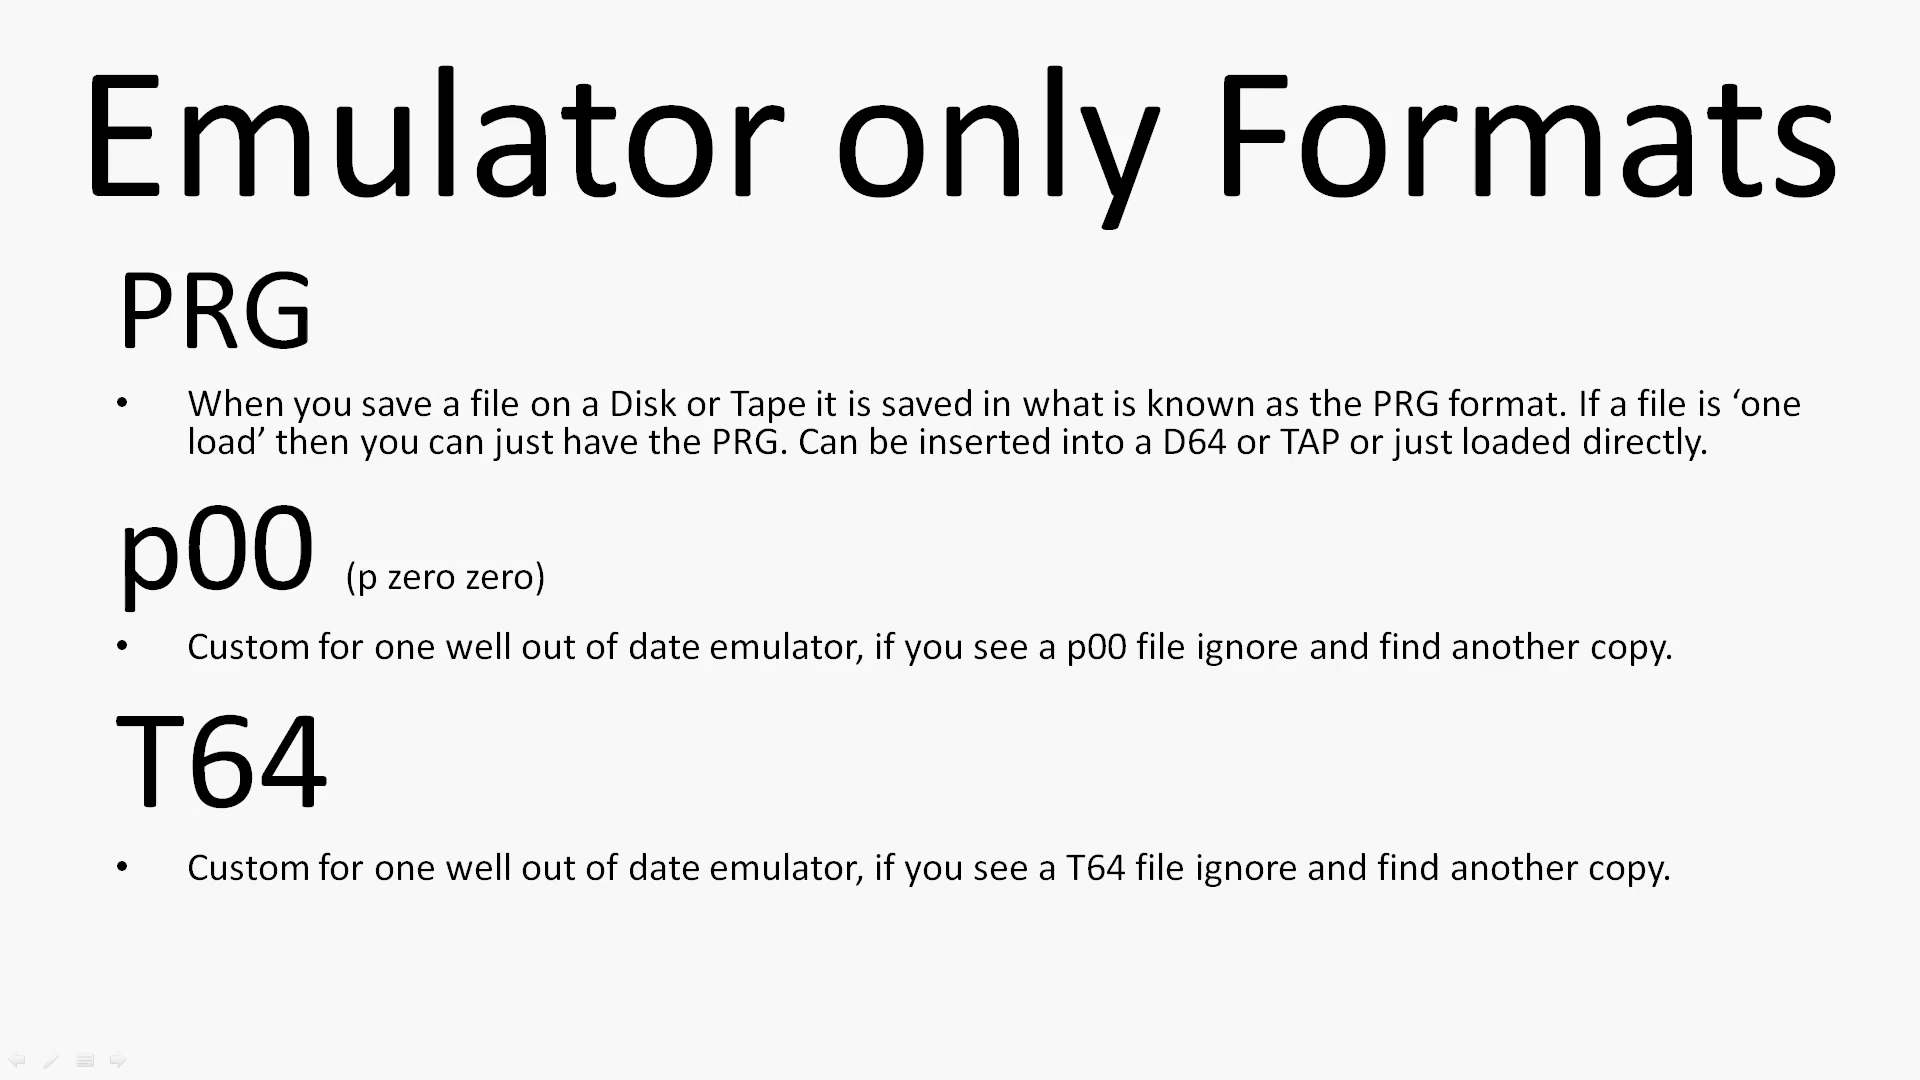 Emulator only Formats
PRG
• When you save a file on a Disk or Tape it is saved in what is known as the PRG format. If a file is ‘one
load’ then you can just have the PRG. Can be inserted into a D64 or TAP or just loaded directly.
p00 (p zero zero)
• Custom for one well out of date emulator, if you see a p00 file ignore and find another copy.
T64
• Custom for one well out of date emulator, if you see a T64 file ignore and find another copy.